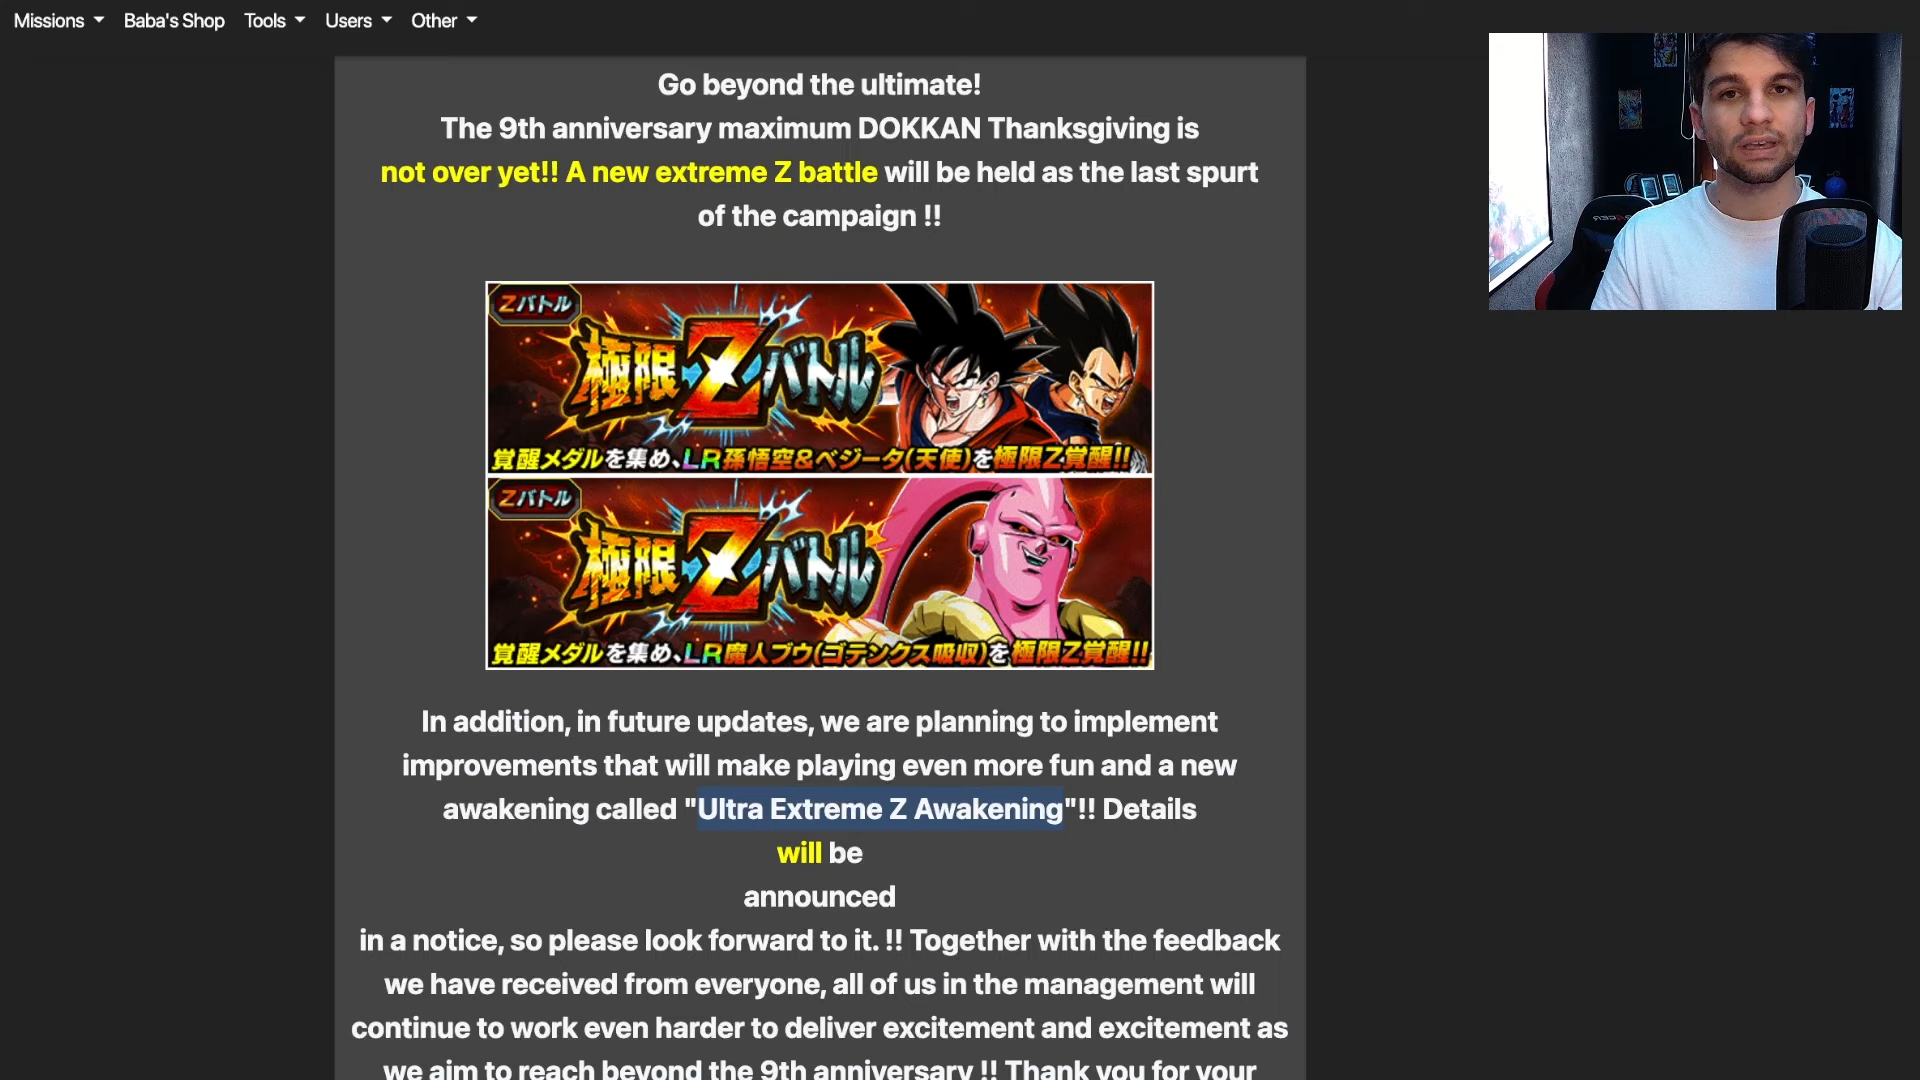 Missions Baba's Shop Tools Users Other
Go beyond the ultimate!
The 9th anniversary maximum DOKKAN Thanksgiving is
not over yet!! A new extreme Z battle will be held as the last spurt
of the campaign !!
Zバトル
極限Zバトル
覚醒メダルを集め、LR孫悟空&ベジータ(天使)を極限Z覚醒!!
Zバトル
極限Zバトル
覚醒メダルを集め、LR魔人ブウ(ゴテンクス吸収)を極限Z覚醒!!
In addition, in future updates, we are planning to implement
improvements that will make playing even more fun and a new
awakening called "Ultra Extreme Z Awakening"!! Details
will be
announced
in a notice, so please look forward to it. !! Together with the feedback
we have received from everyone, all of us in the management will
continue to work even harder to deliver excitement and excitement as
we aim to reach beyond the 9th anniversary !! Thank you for your